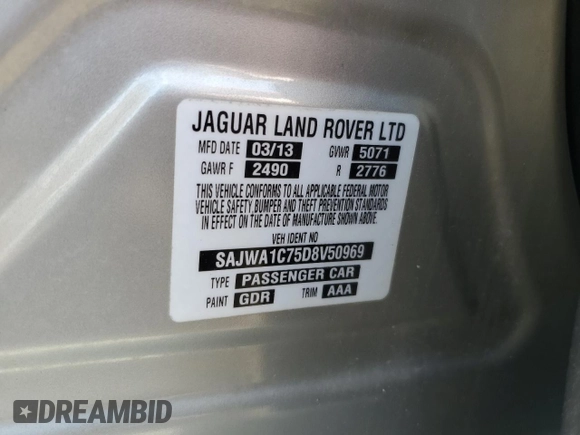 JAGUAR LAND ROVER LTD
MFD DATE 03/13 GVWR 5071
GAWR F 2490 R 2776
THIS VEHICLE CONFORMS TO ALL APPLICABLE FEDERAL MOTOR
VEHICLE SAFETY, BUMPER AND THEFT PREVENTION STANDARDS
IN EFFECT ON THE DATE OF MANUFACTURE SHOWN ABOVE.
VEH IDENT NO
SAJWA1C75D8V50969
TYPE PASSENGER CAR
PAINT GDR TRIM AAA
DREAMBID